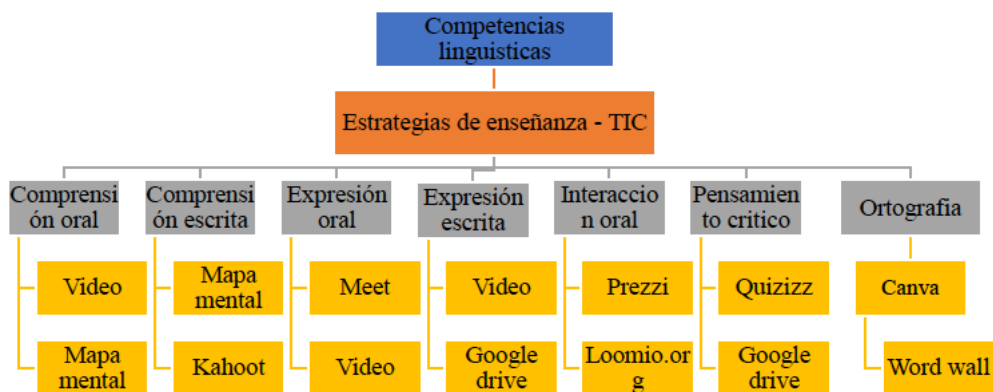 Competencias
linguisticas
Estrategias de enseñanza - TIC
Comprensi
ón oral
Comprensi
ón escrita
Expresión
oral
Expresión
escrita
Interaccio
n oral
Pensamien
to critico
Ortografia
Video
Mapa
mental
Meet
Video
Prezzi
Quizizz
Canva
Mapa
mental
Kahoot
Video
Google
drive
Loomio.or
g
Google
drive
Word wall